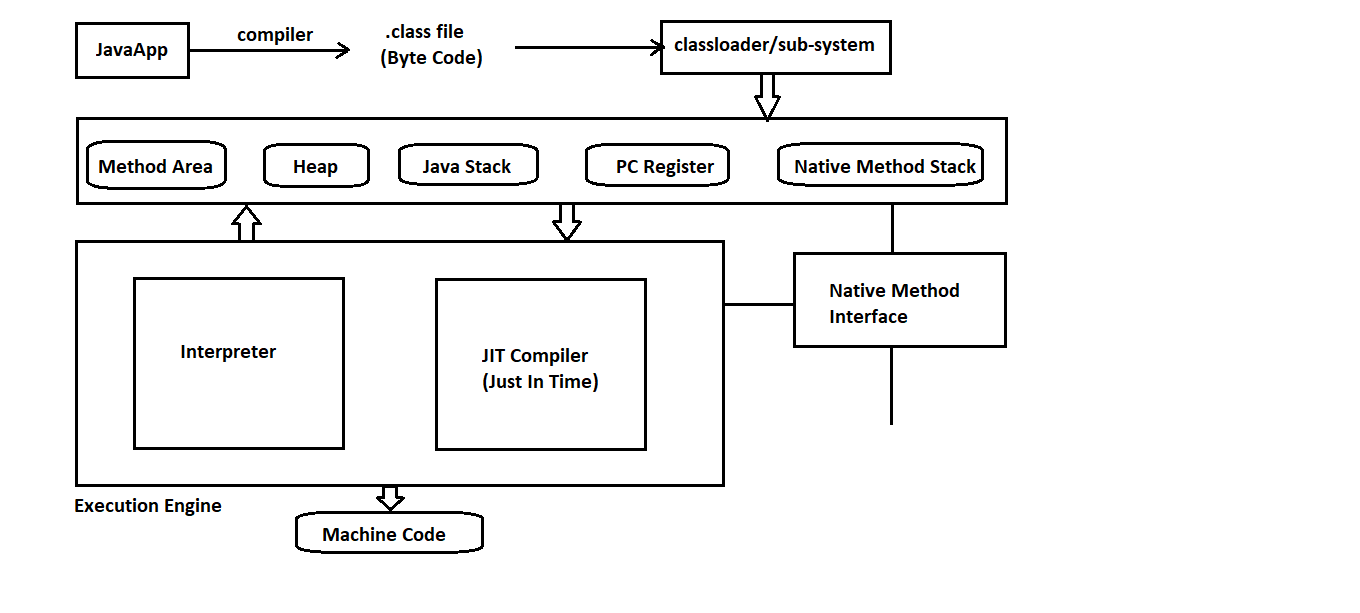 JavaApp
compiler
.class file
(Byte Code)
classloader/sub-system
Method Area
Heap
Java Stack
PC Register
Native Method Stack
Interpreter
JIT Compiler
(Just In Time)
Native Method
Interface
Execution Engine
Machine Code